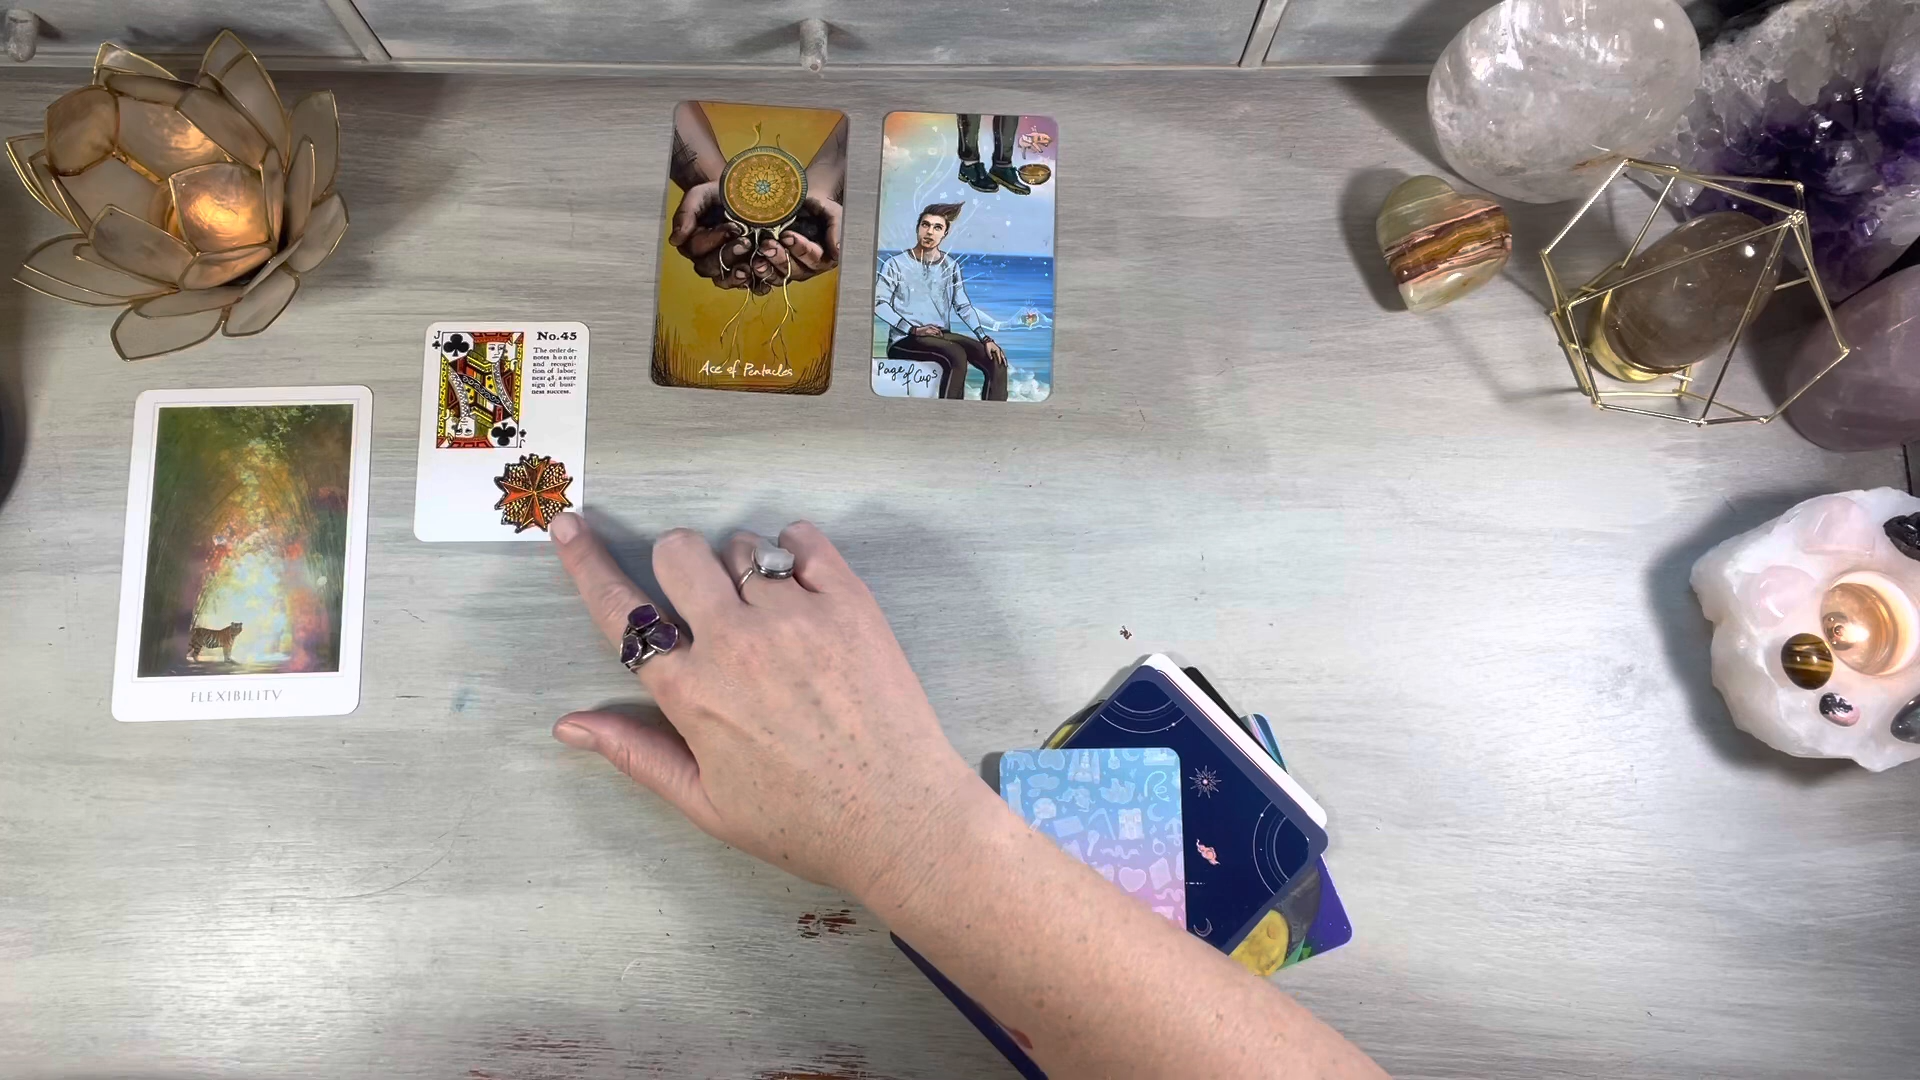 J
No.45
The order de-
notes honor
and recogni-
tion of labor;
near 48, a sure
sign of busi-
ness success.
J
FLEXIBILITY
Ace of Pentacles
Page
of
Cups